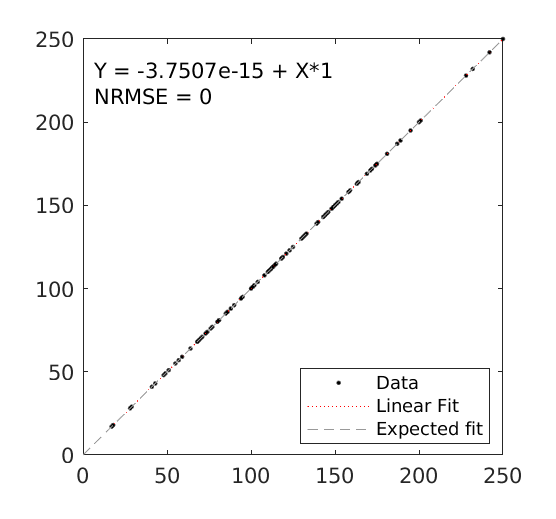 Y = -3.7507e-15 + X*1
NRMSE = 0
250
200
150
100
50
0
Data
Linear Fit
Expected fit
0 50 100 150 200 250